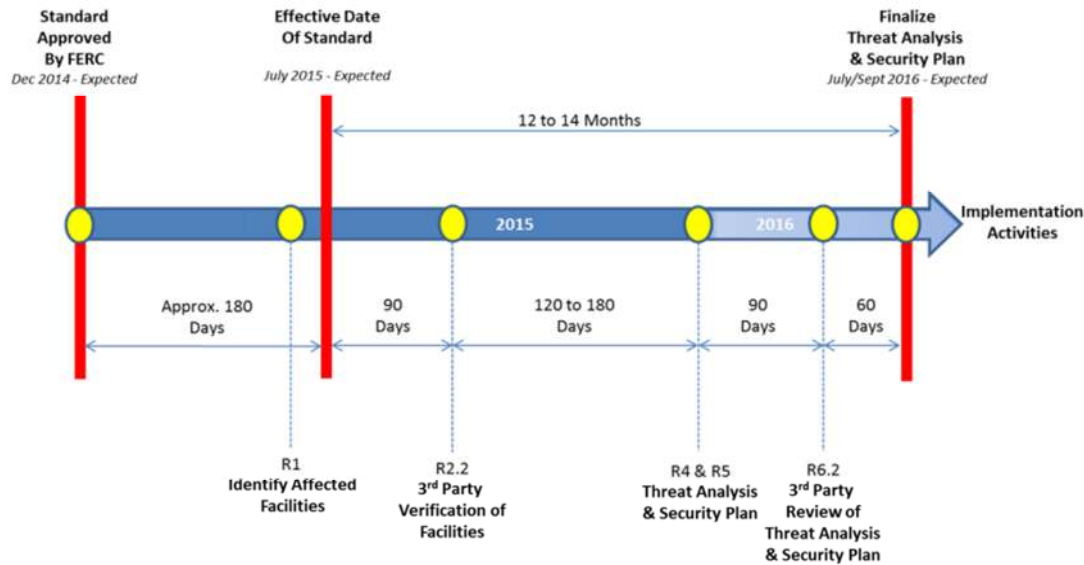 Standard
Approved
By FERC
Dec 2014 - Expected
Effective Date
Of Standard
July 2015 - Expected
Finalize
Threat Analysis
& Security Plan
July/Sept 2016 - Expected
12 to 14 Months
2015
2016
Implementation
Activities
Approx. 180
Days
90
Days
120 to 180
Days
90
Days
60
Days
R1
Identify Affected
Facilities
R2.2
3rd Party
Verification of
Facilities
R4 & R5
Threat Analysis
& Security Plan
R6.2
3rd Party
Review of
Threat Analysis
& Security Plan